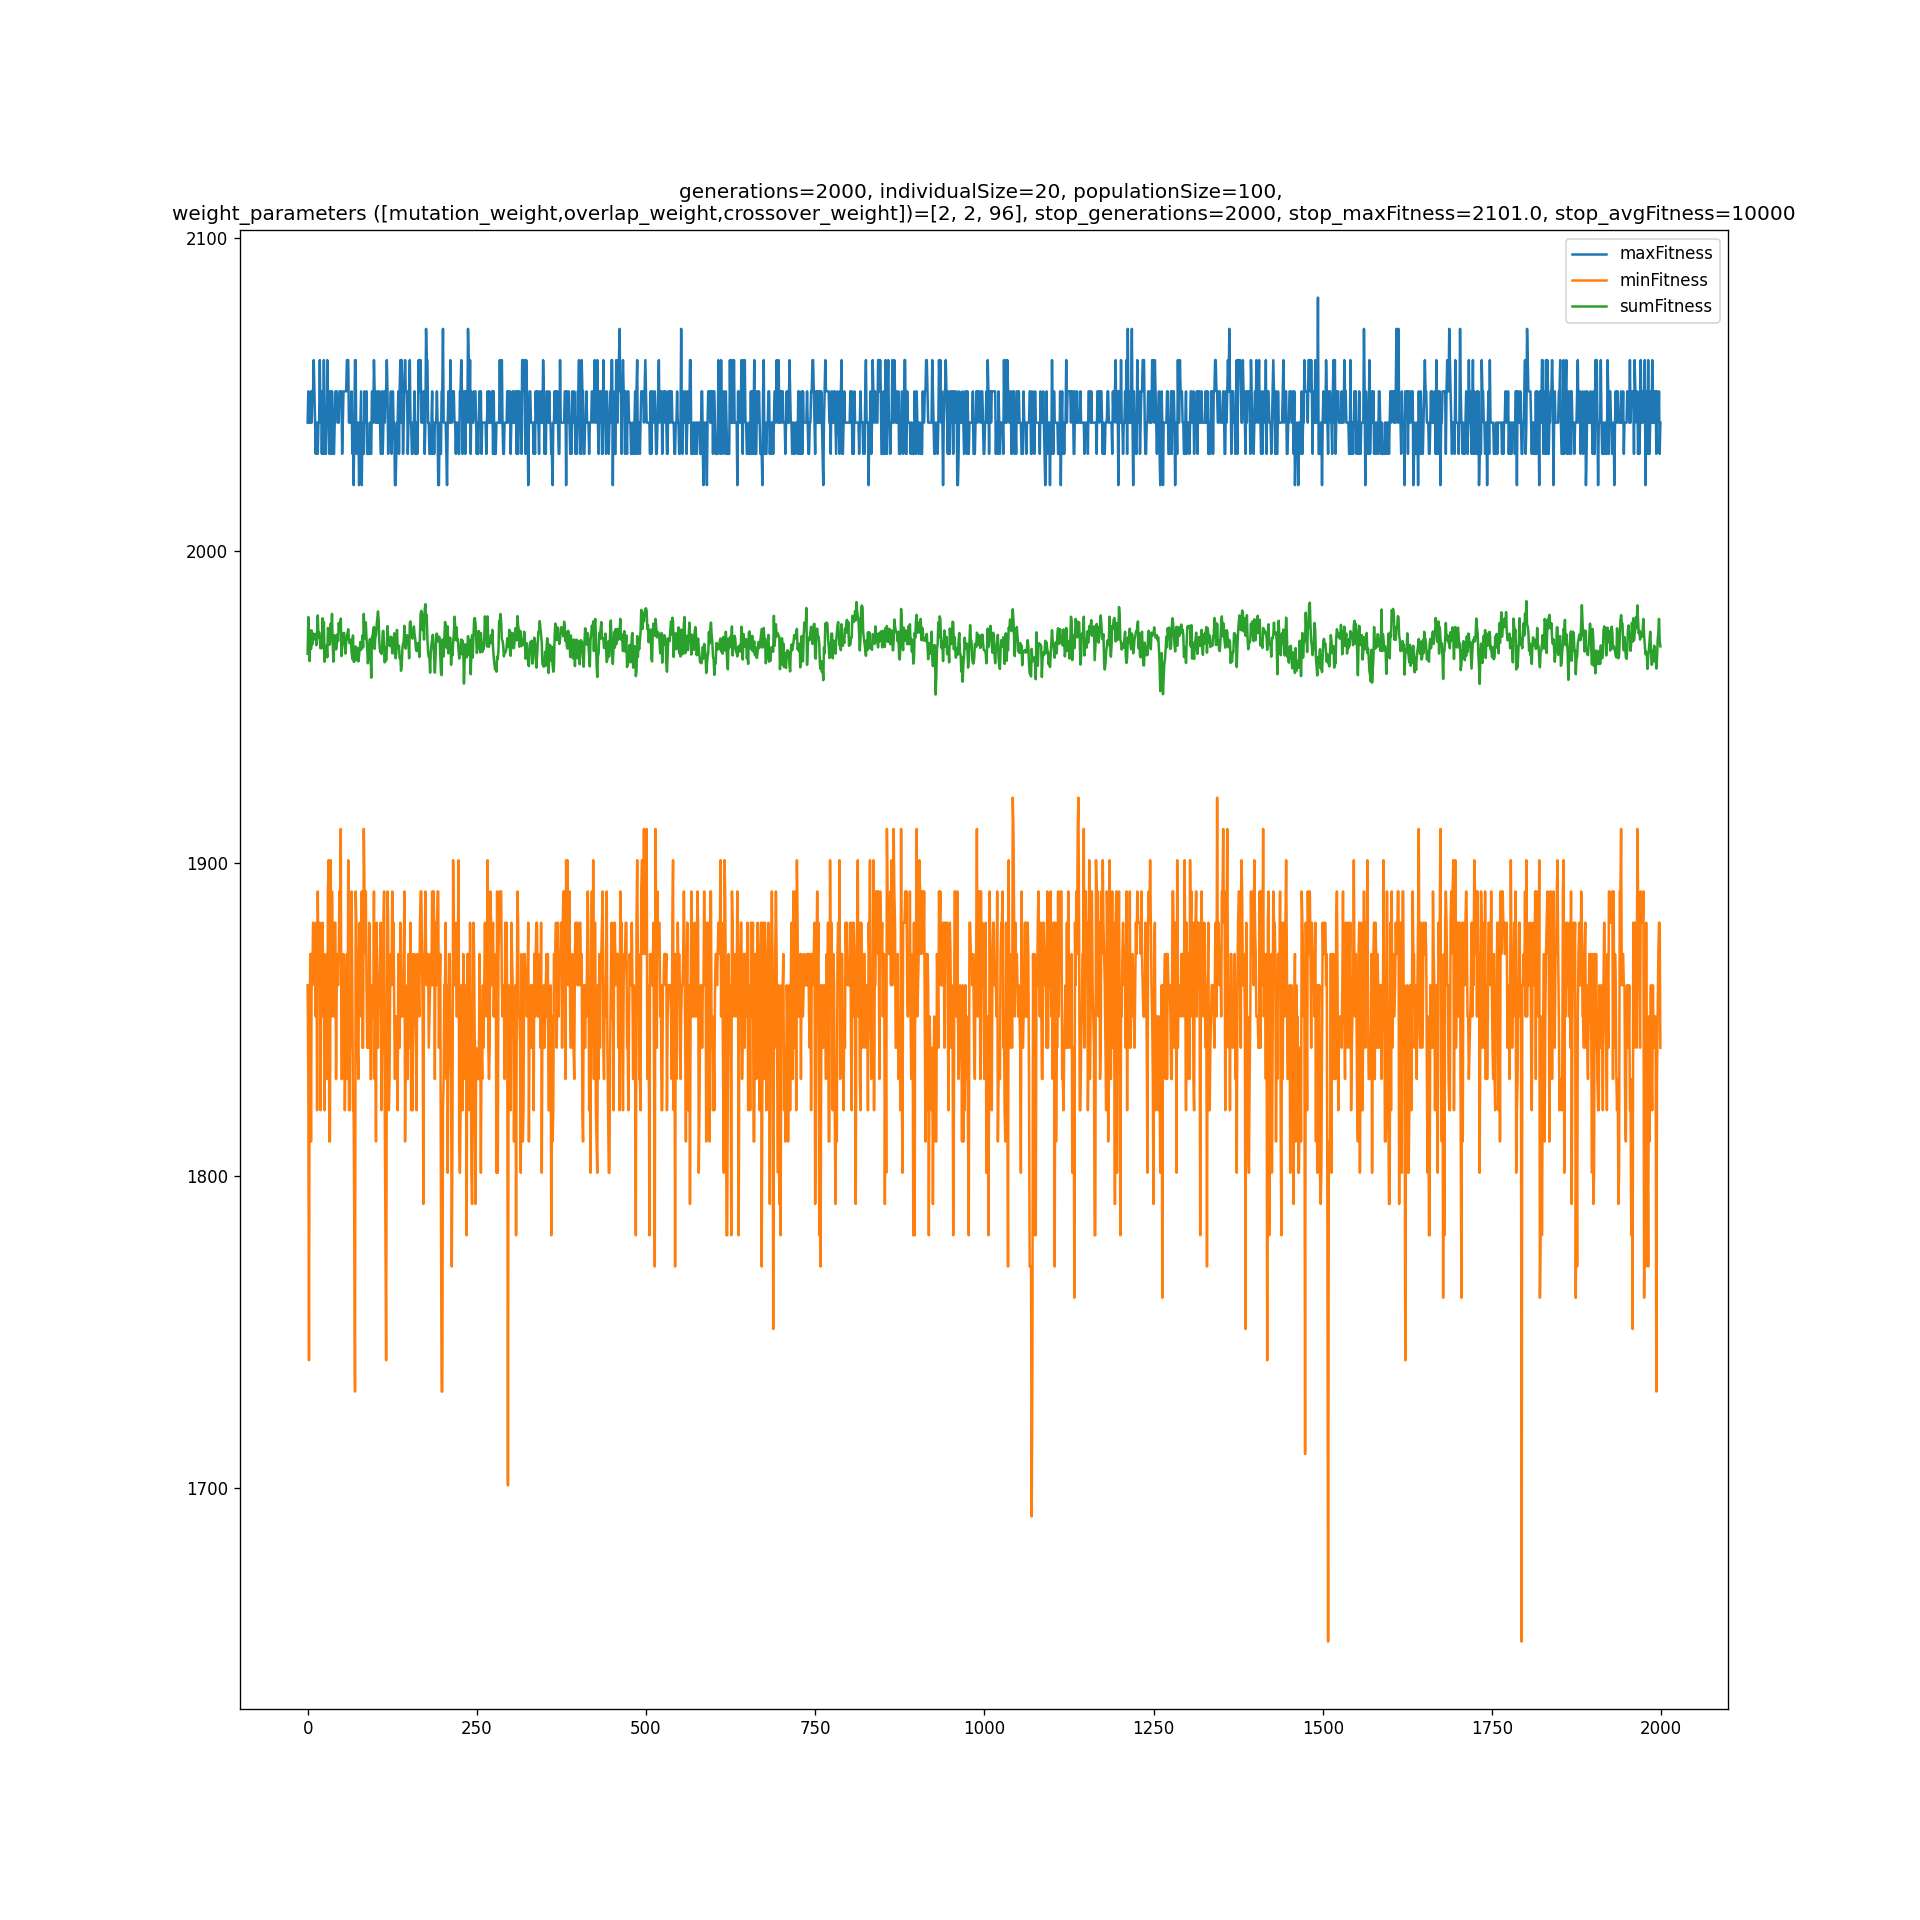 generations=2000, individualSize=20, populationSize=100,
weight_parameters ([mutation_weight,overlap_weight,crossover_weight])=[2, 2, 96], stop_generations=2000, stop_maxFitness=2101.0, stop_avgFitness=10000
maxFitness
minFitness
sumFitness
2100
2000
1900
1800
1700
0 250 500 750 1000 1250 1500 1750 2000